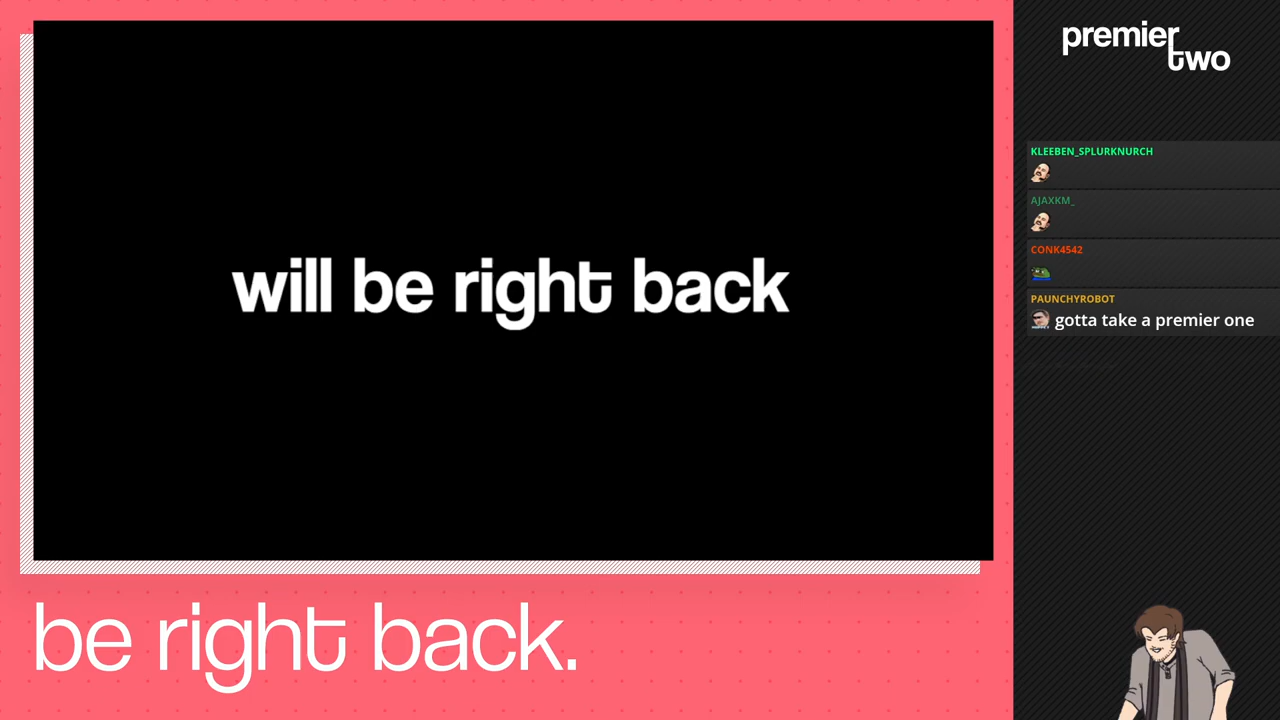 will be right back
be right back.
premier
two
KLEEBEN_SPLURKNURCH
AJAXKM_
CONK4542
PAUNCHYROBOT
gotta take a premier one